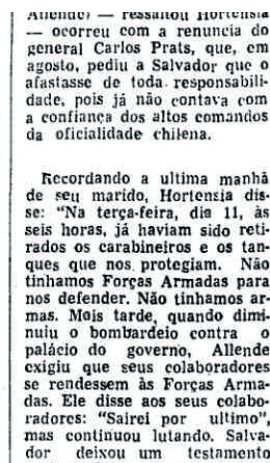 Allende) — ressaltou Hortensia
— ocorreu com a renuncia do
general Carlos Prats, que, em
agosto, pediu a Salvador que o
afastasse de toda responsabili-
dade, pois já não contava com
a confiança dos altos comandos
da oficialidade chilena.
Recordando a ultima manhã
de seu marido, Hortensia dis-
se: "Na terça-feira, dia 11, às
seis horas, já haviam sido reti-
rados os carabineiros e os tan-
ques que nos protegiam. Não
tinhamos Forças Armadas para
nos defender. Não tinhamos ar-
mas. Mais tarde, quando dimi-
nuiu o bombardeio contra o
palácio do governo, Allende
exigiu que seus colaboradores
se rendessem às Forças Arma-
das. Ele disse aos seus colabo-
radores: "Sairei por ultimo",
mas continuou lutando. Salva-
dor deixou um testamento